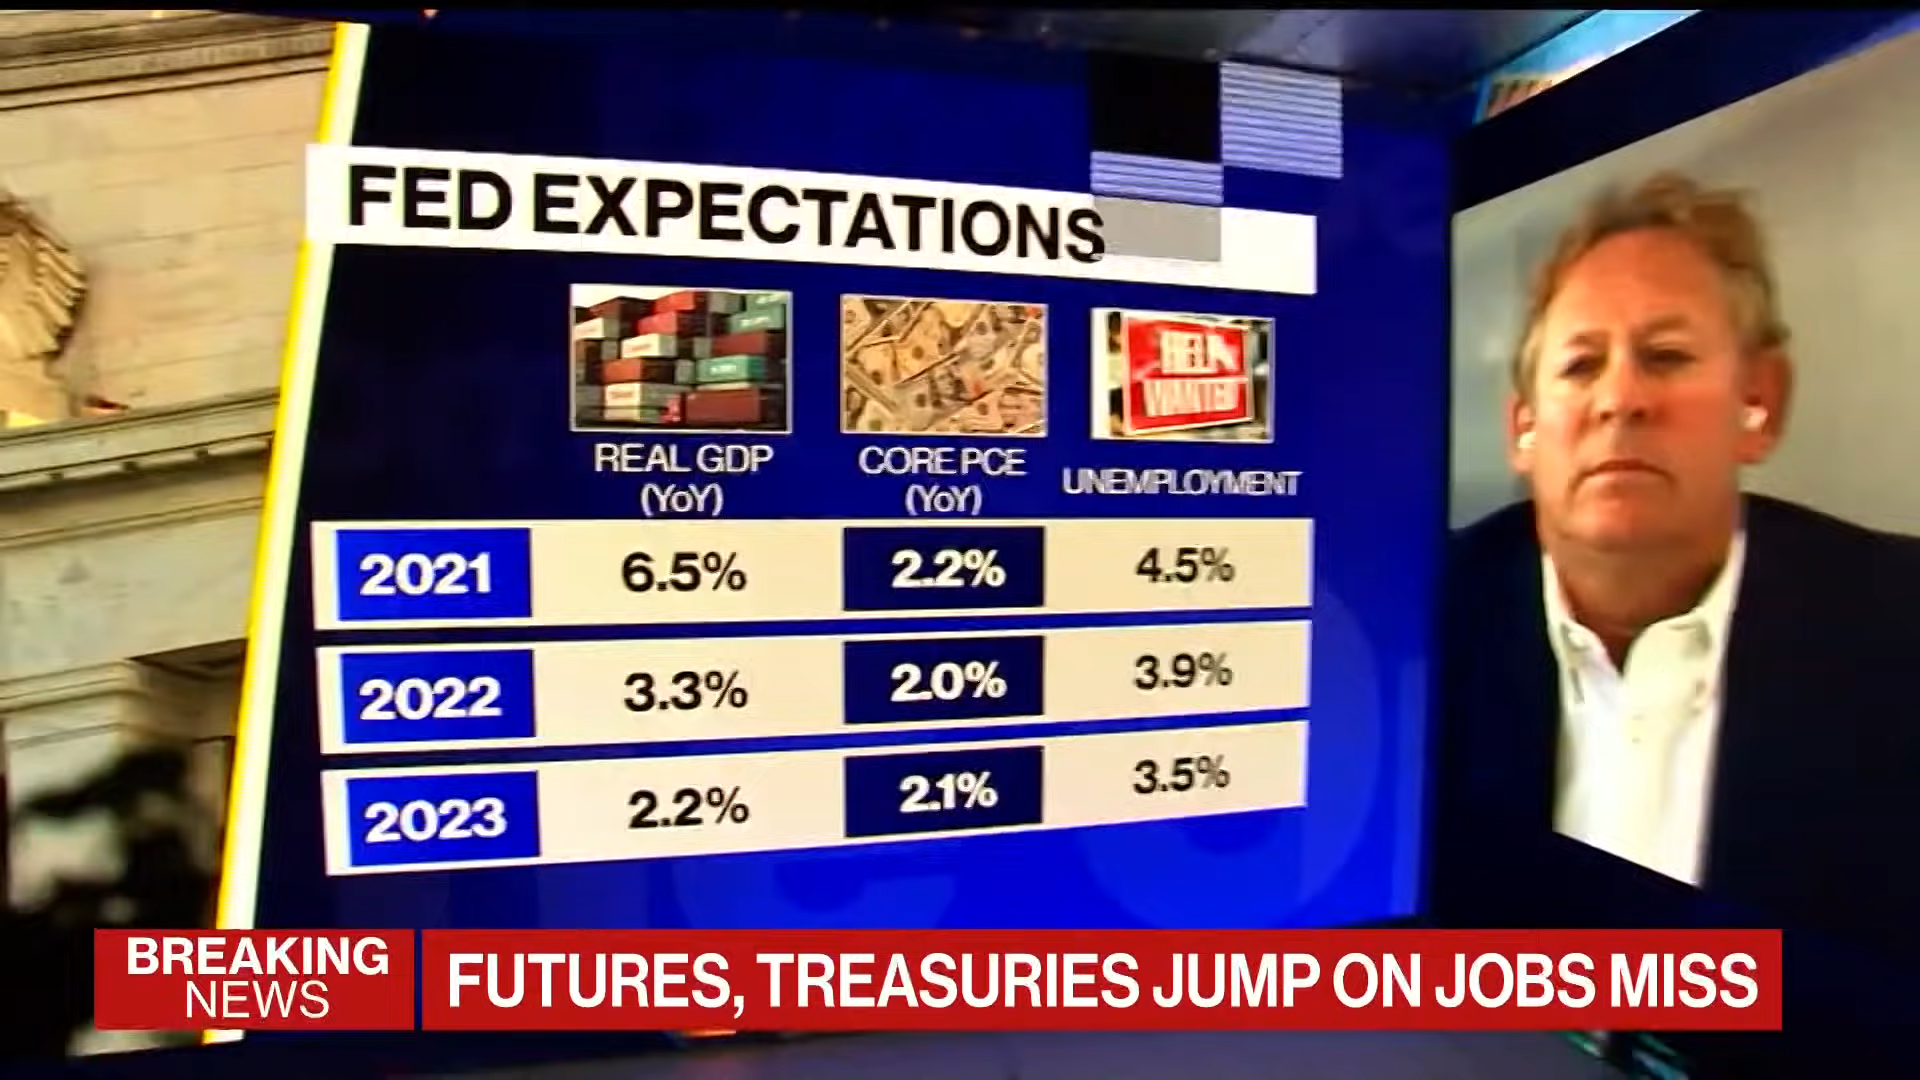 FED EXPECTATIONS
HELP
WANTED
REAL GDP
(YoY)
CORE PCE
(YoY)
UNEMPLOYMENT
2021 6.5% 2.2% 4.5%
2022 3.3% 2.0% 3.9%
2023 2.2% 2.1% 3.5%
BREAKING
NEWS
FUTURES, TREASURIES JUMP ON JOBS MISS